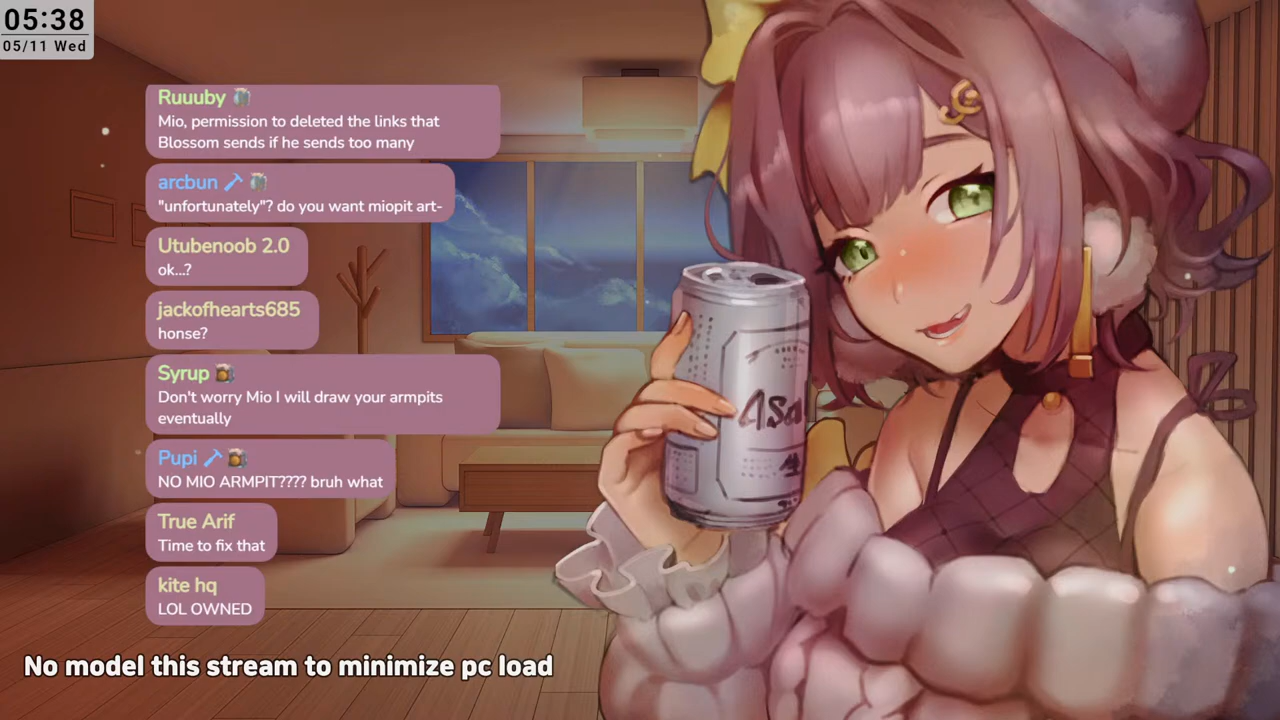 05:38
05/11 Wed
Ruuuby
Mio, permission to deleted the links that
Blossom sends if he sends too many
arcbun
"unfortunately"? do you want miopit art-
Utubenoob 2.0
ok...?
jackofhearts685
honse?
Syrup
Don't worry Mio I will draw your armpits
eventually
Pupi
NO MIO ARMPIT???? bruh what
True Arif
Time to fix that
kite hq
LOL OWNED
No model this stream to minimize pc load
Asa